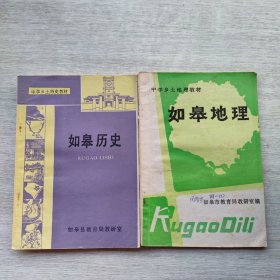 中学乡土历史教材
如皋历史
RUGAO LISHI
如皋县教育局教研室
中学乡土地理教材
如皋地理
如皋市教育局教研室编
RugaoDili